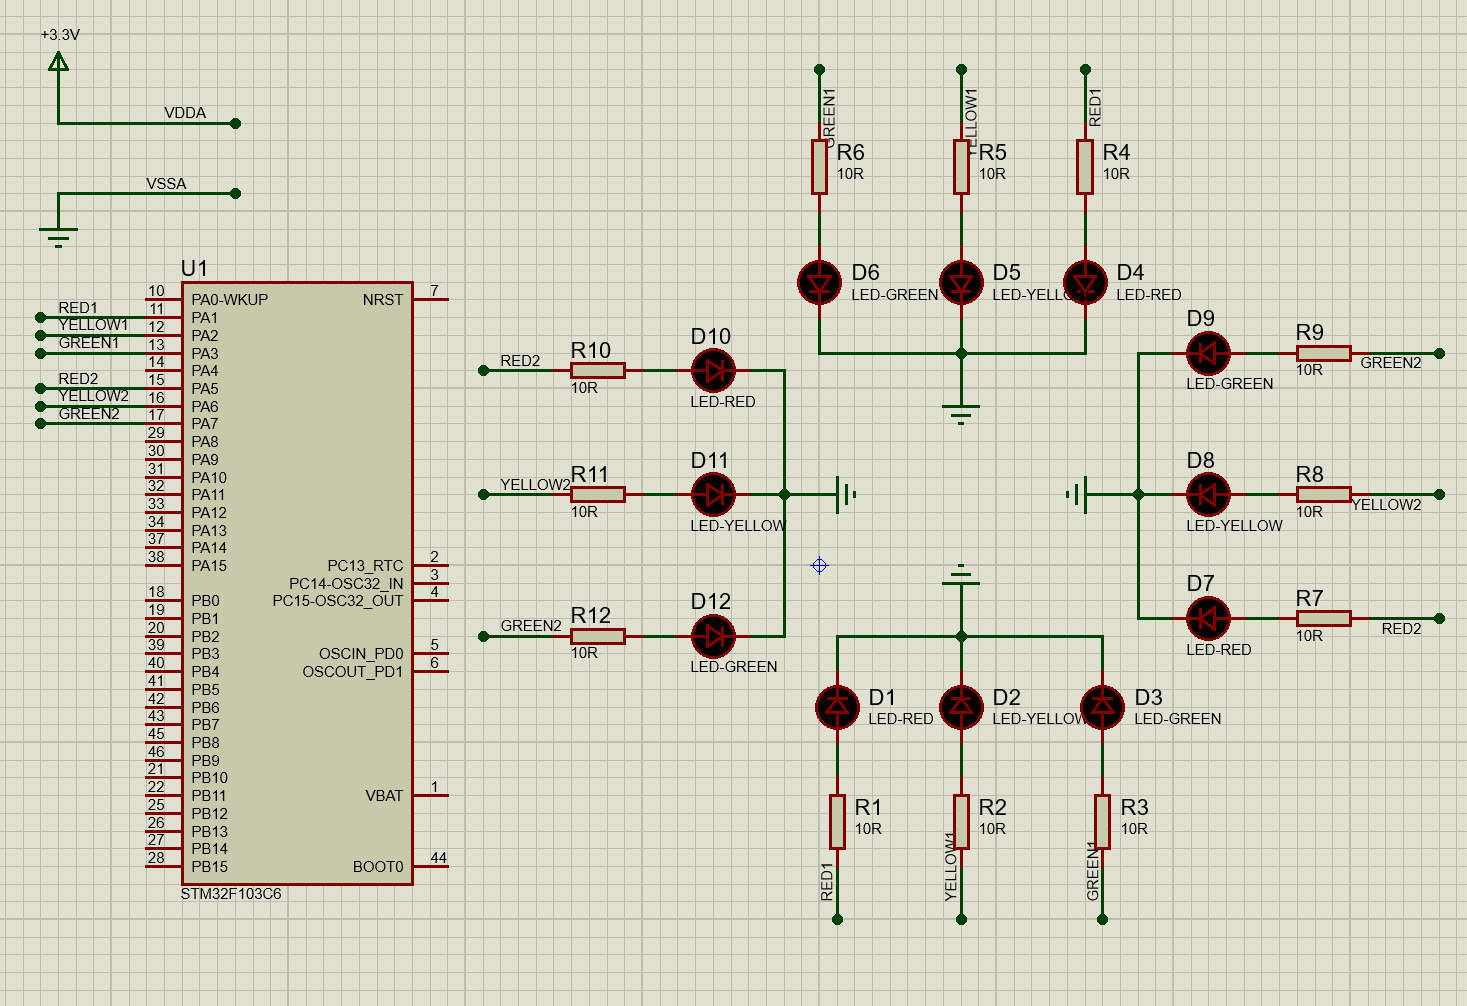 +3.3V
VDDA
VSSA
U1
RED1
YELLOW1
GREEN1
RED2
YELLOW2
GREEN2
10 PA0-WKUP
11 PA1
12 PA2
13 PA3
14 PA4
15 PA5
16 PA6
17 PA7
29 PA8
30 PA9
31 PA10
32 PA11
33 PA12
34 PA13
37 PA14
38 PA15
18 PB0
19 PB1
20 PB2
39 PB3
40 PB4
41 PB5
42 PB6
43 PB7
45 PB8
46 PB9
21 PB10
22 PB11
25 PB12
26 PB13
27 PB14
28 PB15
NRST 7
PC13_RTC 2
PC14-OSC32_IN 3
PC15-OSC32_OUT 4
OSCIN_PD0 5
OSCOUT_PD1 6
VBAT 1
BOOT0 44
STM32F103C6
GREEN1
YELLOW1
RED1
R6
10R
R5
10R
R4
10R
D6
LED-GREEN
D5
LED-YELLO
D4
LED-RED
RED2
R10
10R
D10
LED-RED
YELLOW2
R11
10R
D11
LED-YELLOW
GREEN2
R12
10R
D12
LED-GREEN
D9
LED-GREEN
R9
10R
GREEN2
D8
LED-YELLOW
R8
10R
YELLOW2
D7
LED-RED
R7
10R
RED2
D1
LED-RED
D2
LED-YELLOW
D3
LED-GREEN
R1
10R
R2
10R
R3
10R
RED1
YELLOW1
GREEN1